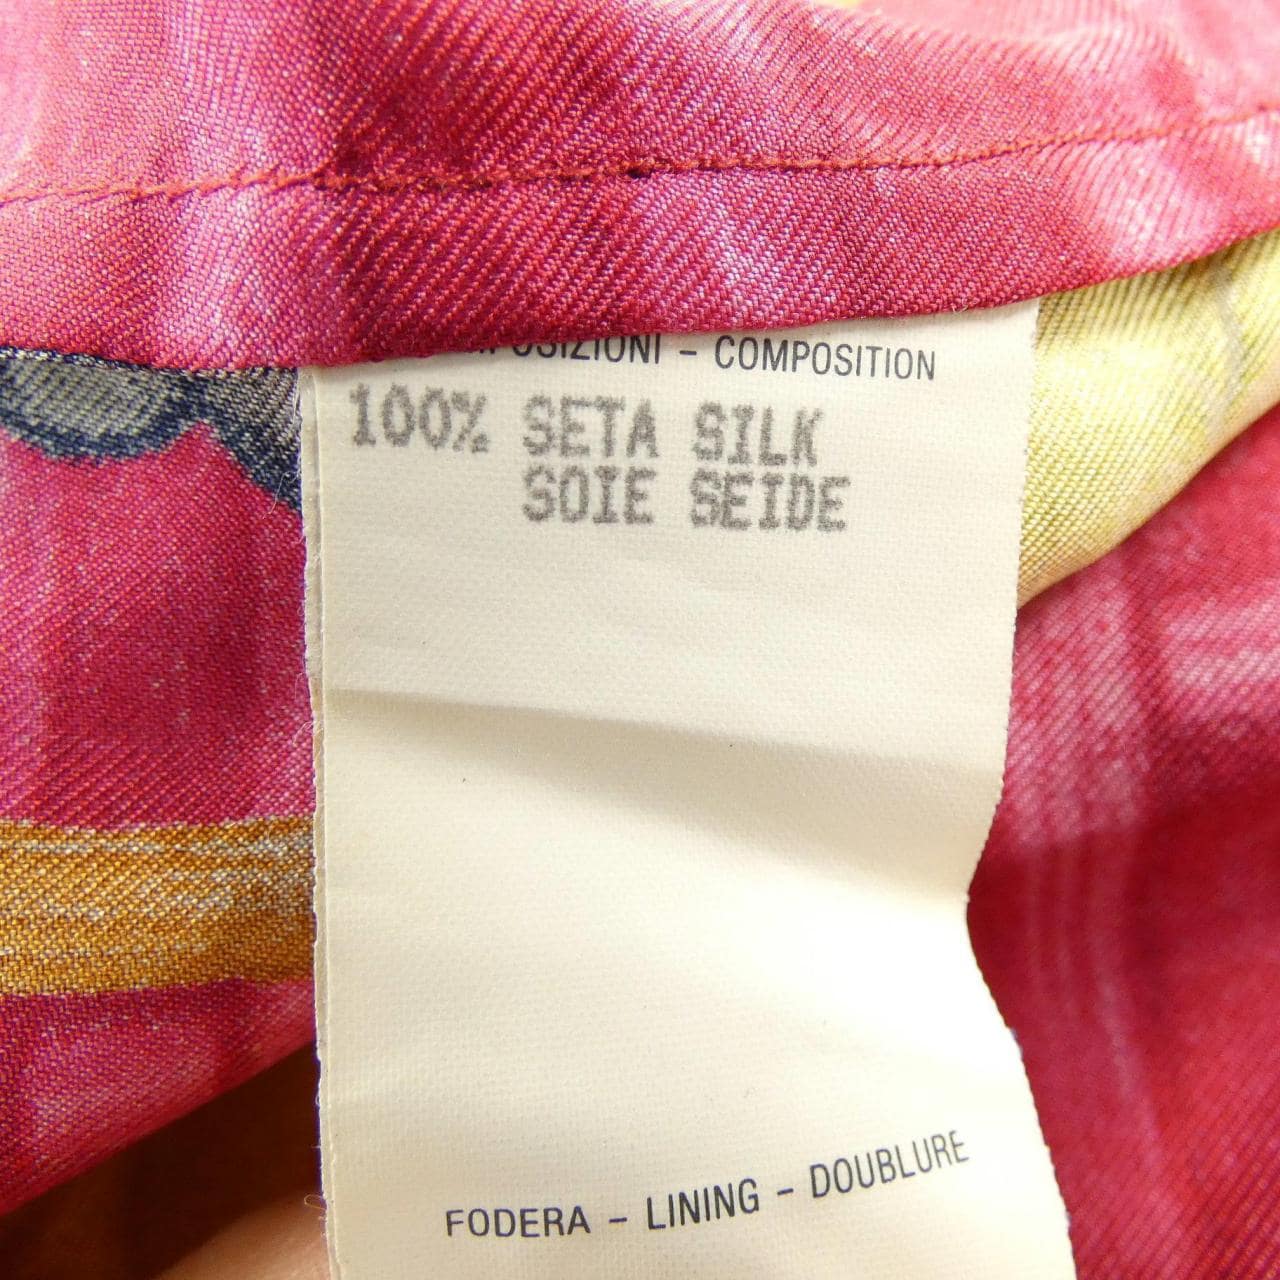 - COMPOSITION
100% SETA SILK
SOIE SEIDE
FODERA - LINING - DOUBLURE